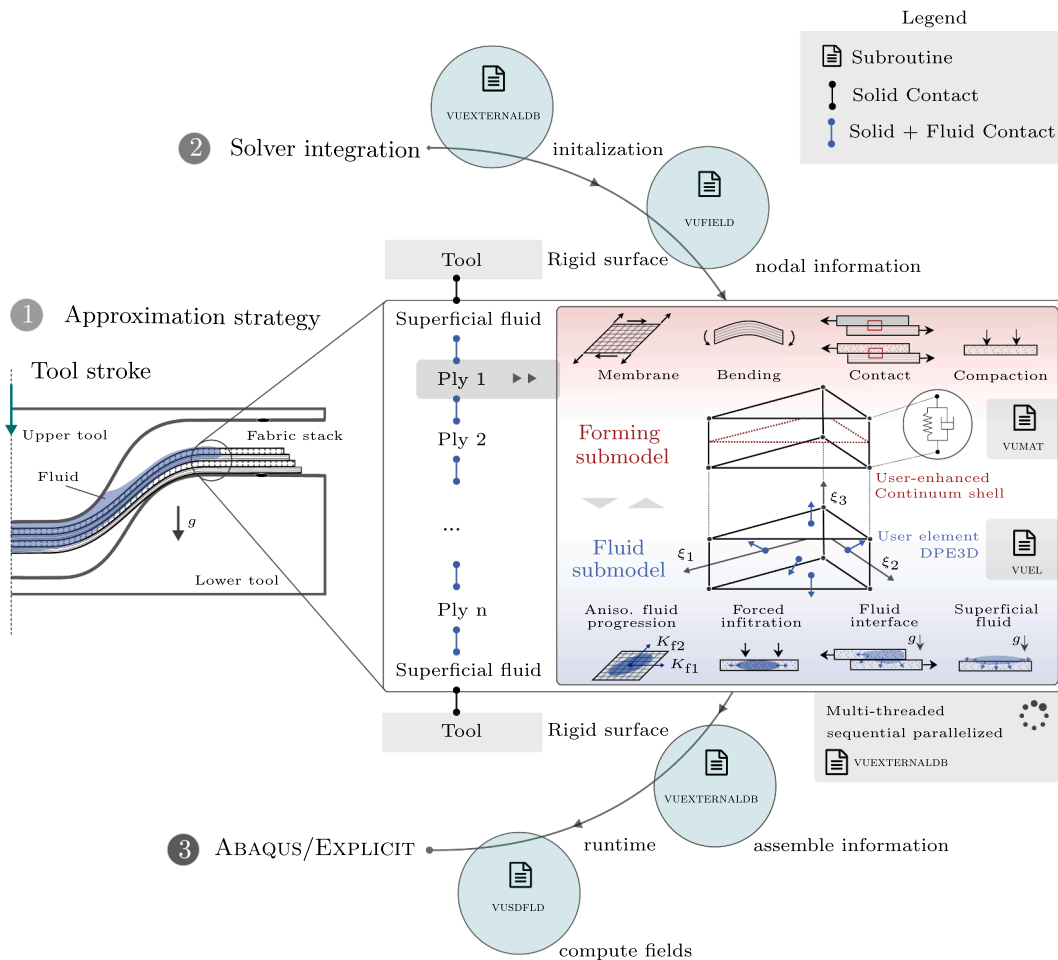 Legend
Subroutine
Solid Contact
Solid + Fluid Contact
VUEXTERNALDB
2 Solver integration
initalization
VUFIELD
nodal information
Tool
Rigid surface
1 Approximation strategy
Superficial fluid
Ply 1
Ply 2
...
Ply n
Superficial fluid
Tool
Rigid surface
Tool stroke
Upper tool
Fabric stack
Fluid
g
Lower tool
Membrane
Bending
Contact
Compaction
Forming
submodel
VUMAT
User-enhanced
Continuum shell
ξ3
Fluid
submodel
ξ1
ξ2
User element
DPE3D
VUEL
Aniso. fluid
progression
Forced
infitration
Fluid
interface
Superficial
fluid
Kf2
Kf1
g
g
Multi-threaded
sequential parallelized
VUEXTERNALDB
VUEXTERNALDB
3 ABAQUS/EXPLICIT
runtime
assemble information
VUSDFLD
compute fields